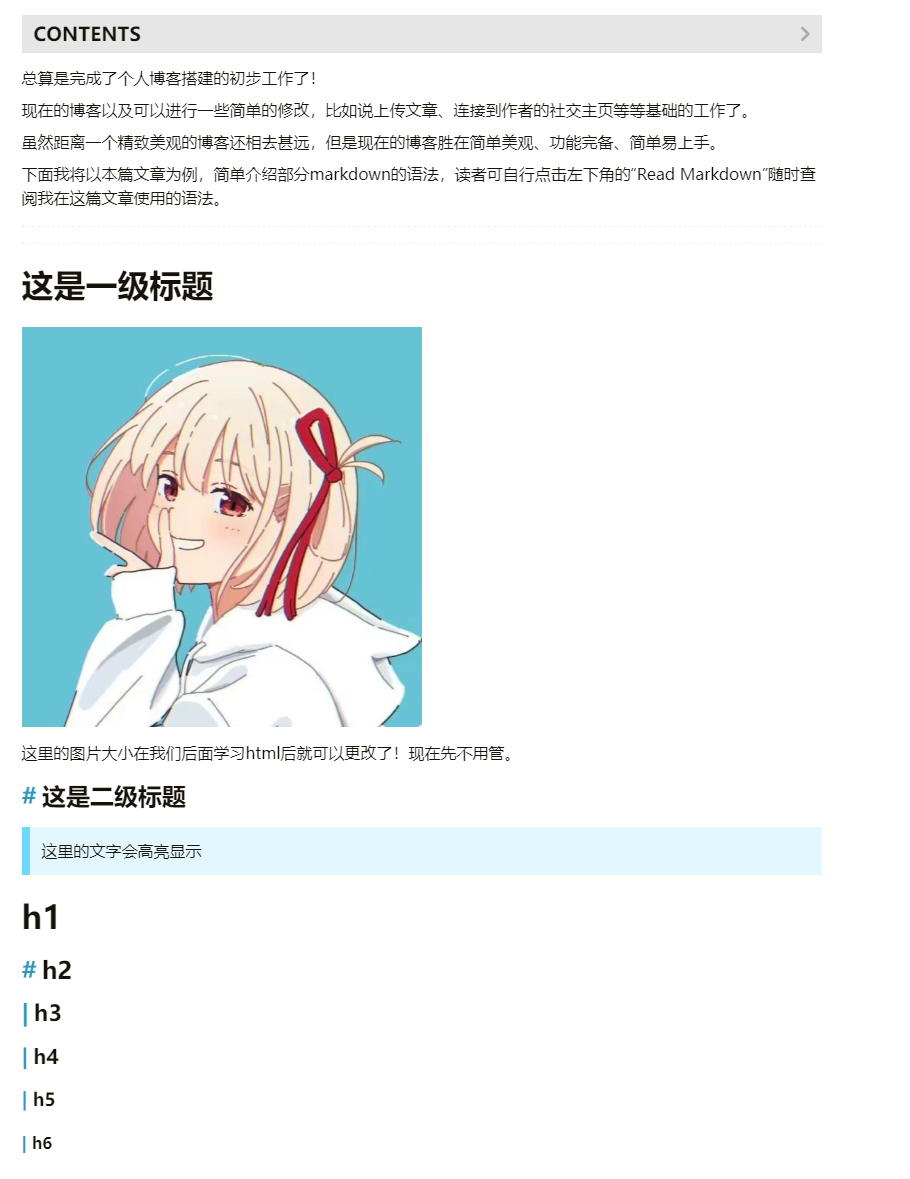 CONTENTS
总算是完成了个人博客搭建的初步工作了！
现在的博客以及可以进行一些简单的修改，比如说上传文章、连接到作者的社交主页等等基础的工作了。
虽然距离一个精致美观的博客还相去甚远，但是现在的博客胜在简单美观、功能完备、简单易上手。
下面我将以本篇文章为例，简单介绍部分markdown的语法，读者可自行点击左下角的“Read Markdown”随时查
阅我在这篇文章使用的语法。
这是一级标题
这里的图片大小在我们后面学习html后就可以更改了！现在先不用管。
# 这是二级标题
这里的文字会高亮显示
h1
# h2
| h3
| h4
| h5
| h6